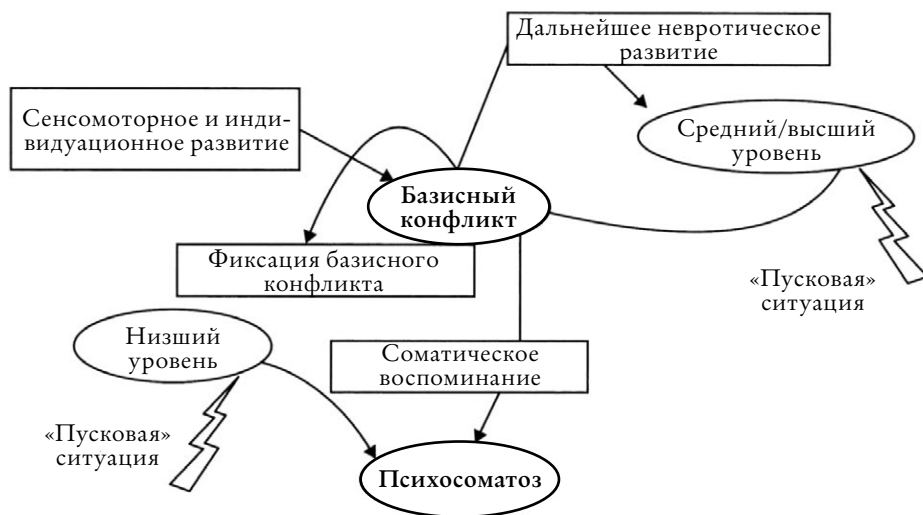 Дальнейшее невротическое
развитие
Сенсомоторное и инди-
видуационное развитие
Средний/высший
уровень
Базисный
конфликт
Фиксация базисного
конфликта
«Пусковая»
ситуация
Низший
уровень
Соматическое
воспоминание
«Пусковая»
ситуация
Психосоматоз